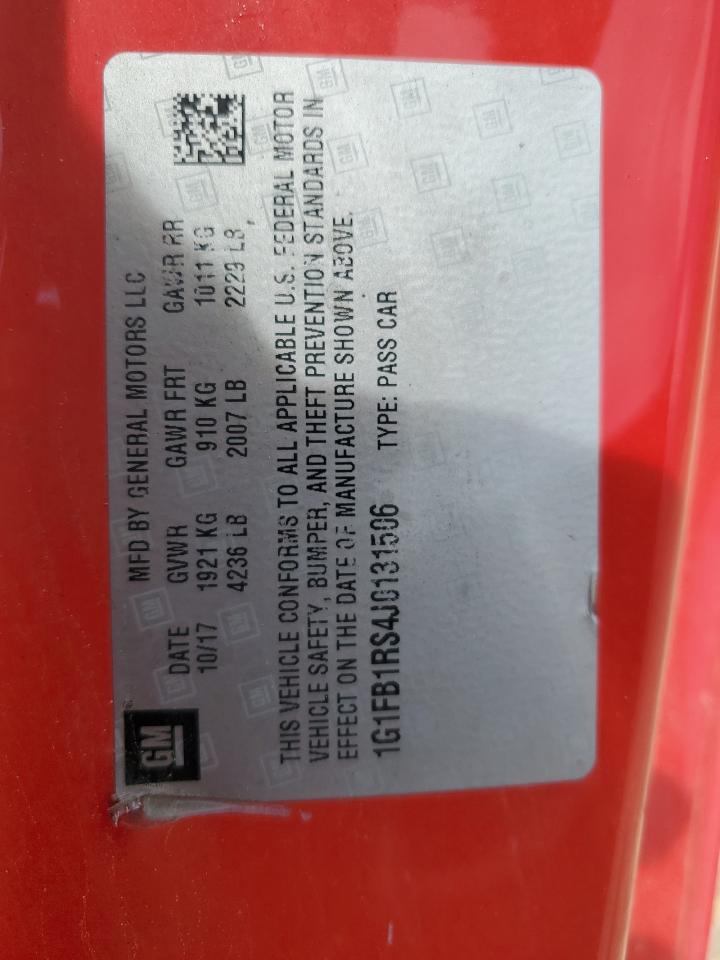 GM
MFD BY GENERAL MOTORS LLC
DATE GVWR GAWR FRT GAWR RR
10/17 1921 KG 910 KG 1011 KG
4236 LB 2007 LB 2229 LB
THIS VEHICLE CONFORMS TO ALL APPLICABLE U.S. FEDERAL MOTOR
VEHICLE SAFETY, BUMPER, AND THEFT PREVENTION STANDARDS IN
EFFECT ON THE DATE OF MANUFACTURE SHOWN ABOVE.
1G1FB1RS4J0131506 TYPE: PASS CAR